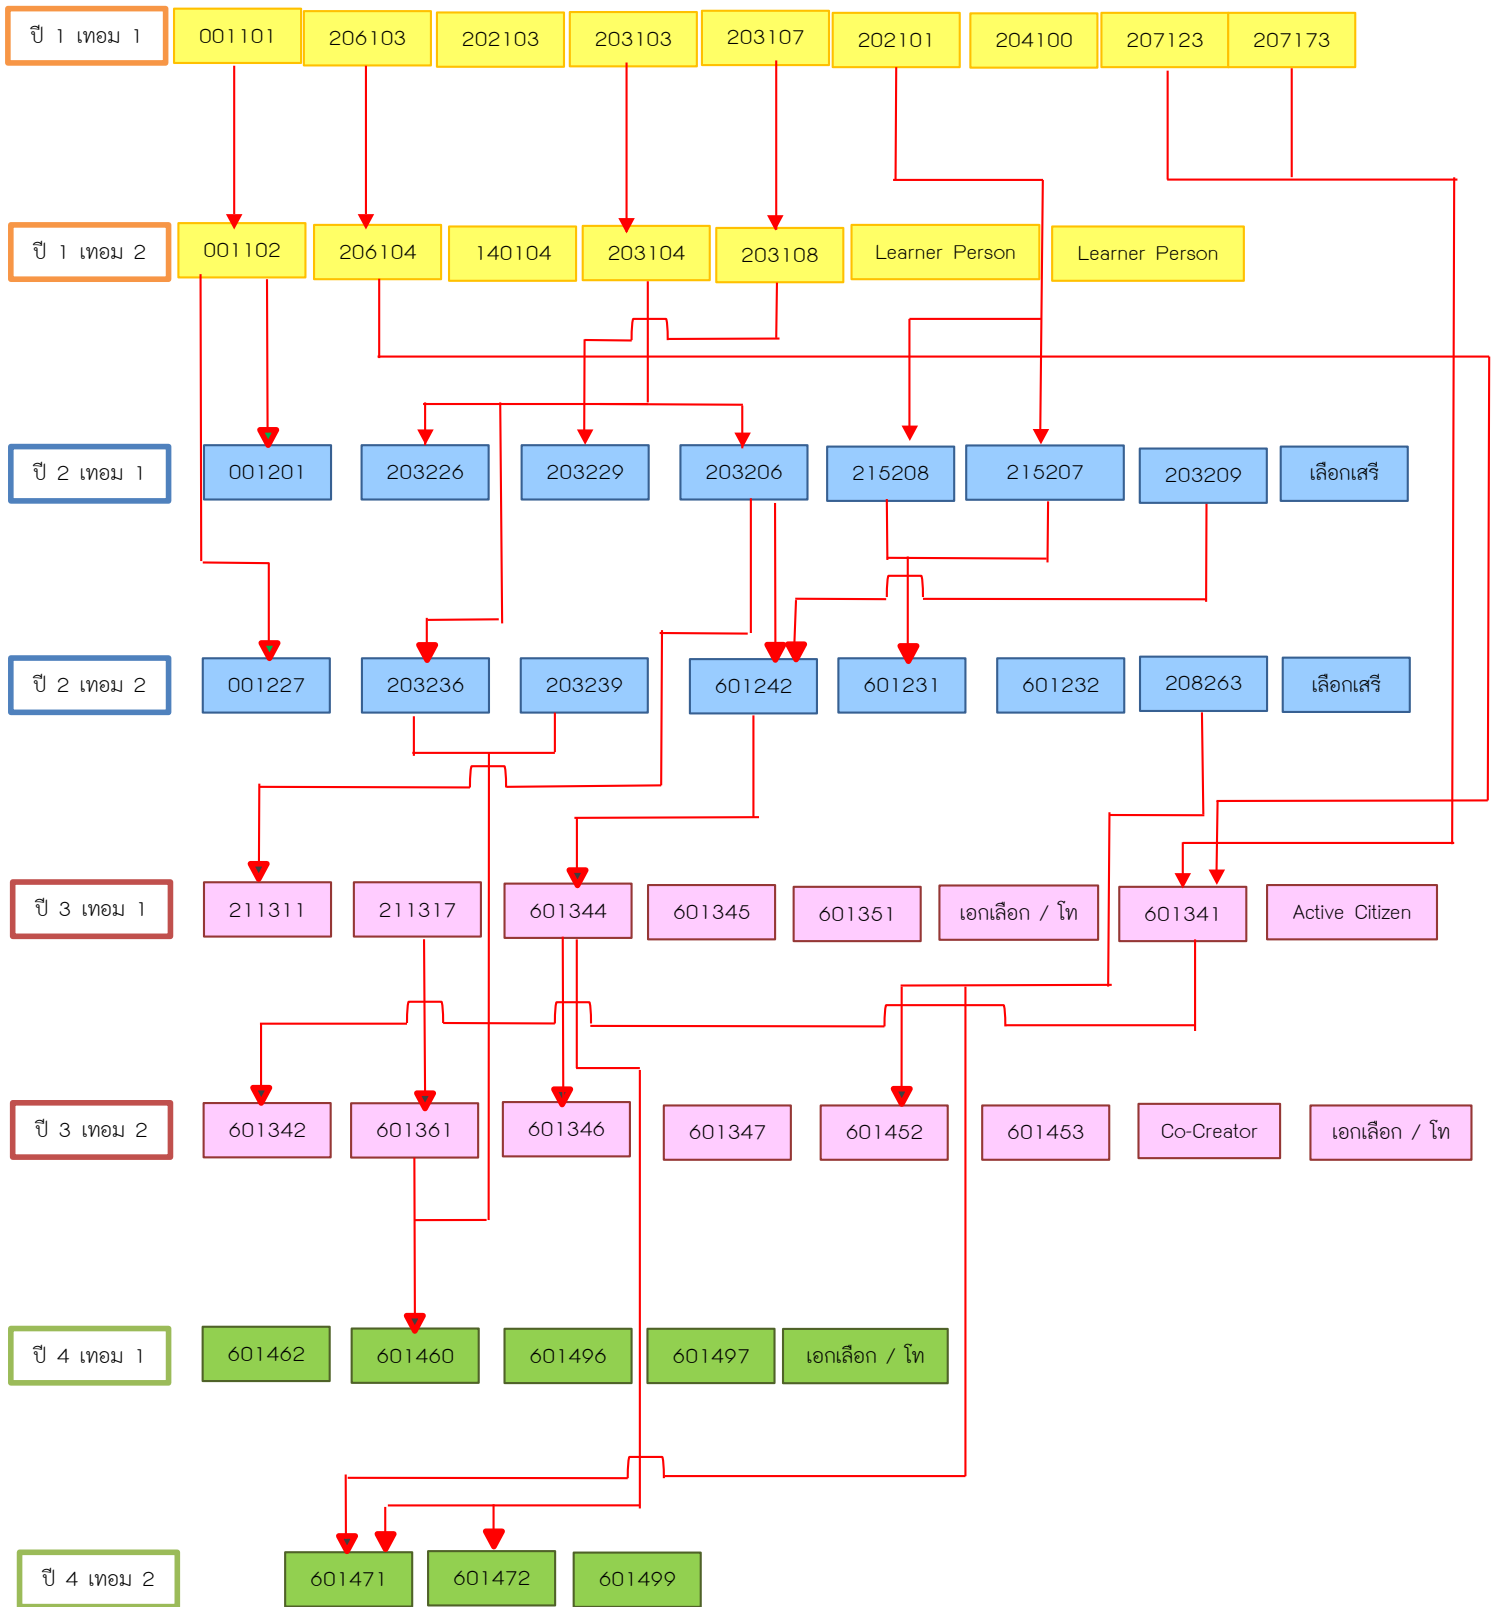 ปี 1 เทอม 1 001101 206103 202103 203103 203107 202101 204100 207123 207173
ปี 1 เทอม 2 001102 206104 140104 203104 203108 Learner Person Learner Person
ปี 2 เทอม 1 001201 203226 203229 203206 215208 215207 203209 เลือกเสรี
ปี 2 เทอม 2 001227 203236 203239 601242 601231 601232 208263 เลือกเสรี
ปี 3 เทอม 1 211311 211317 601344 601345 601351 เอกเลือก / โท 601341 Active Citizen
ปี 3 เทอม 2 601342 601361 601346 601347 601452 601453 Co-Creator เอกเลือก / โท
ปี 4 เทอม 1 601462 601460 601496 601497 เอกเลือก / โท
ปี 4 เทอม 2 601471 601472 601499